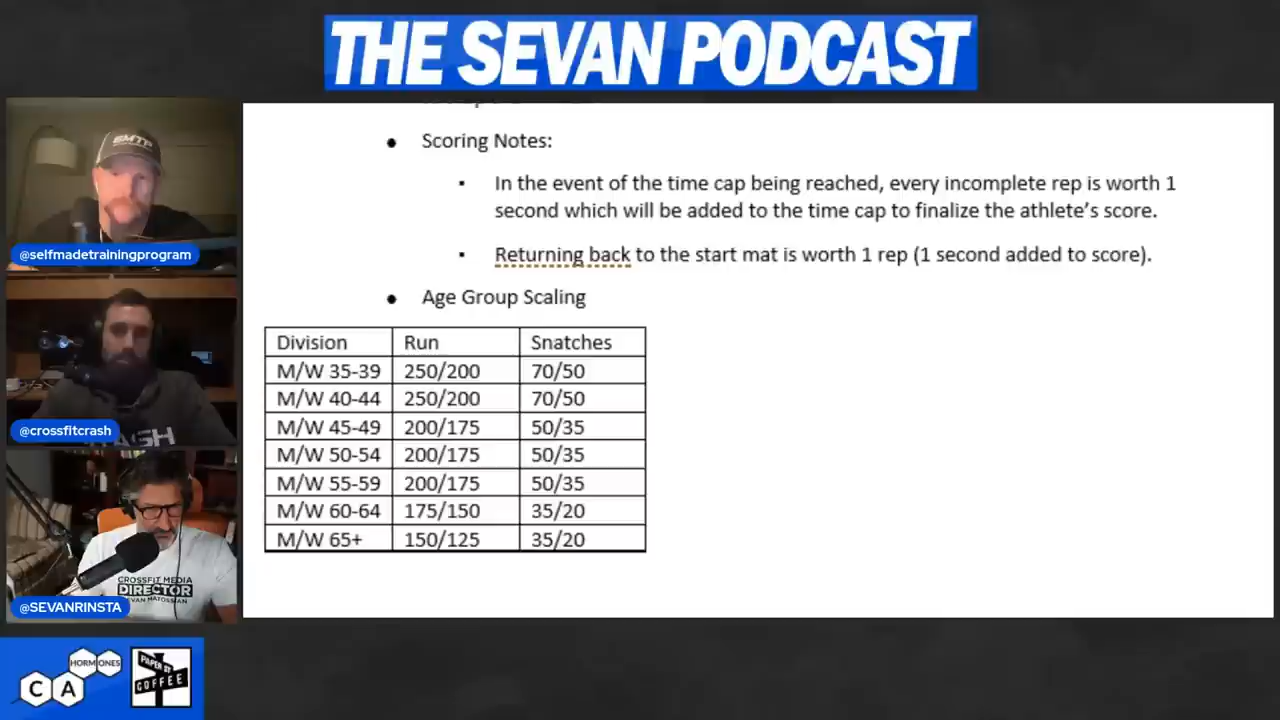 THE SEVAN PODCAST
SMTP
@selfmadetrainingprogram
@crossfitcrash
CROSSFIT MEDIA
DIRECTOR
@SEVANRINSTA
HORMONES
CA
PAPER ST
COFFEE
• Scoring Notes:
▪ In the event of the time cap being reached, every incomplete rep is worth 1
second which will be added to the time cap to finalize the athlete's score.
▪ Returning back to the start mat is worth 1 rep (1 second added to score).
• Age Group Scaling
Division Run Snatches
M/W 35-39 250/200 70/50
M/W 40-44 250/200 70/50
M/W 45-49 200/175 50/35
M/W 50-54 200/175 50/35
M/W 55-59 200/175 50/35
M/W 60-64 175/150 35/20
M/W 65+ 150/125 35/20